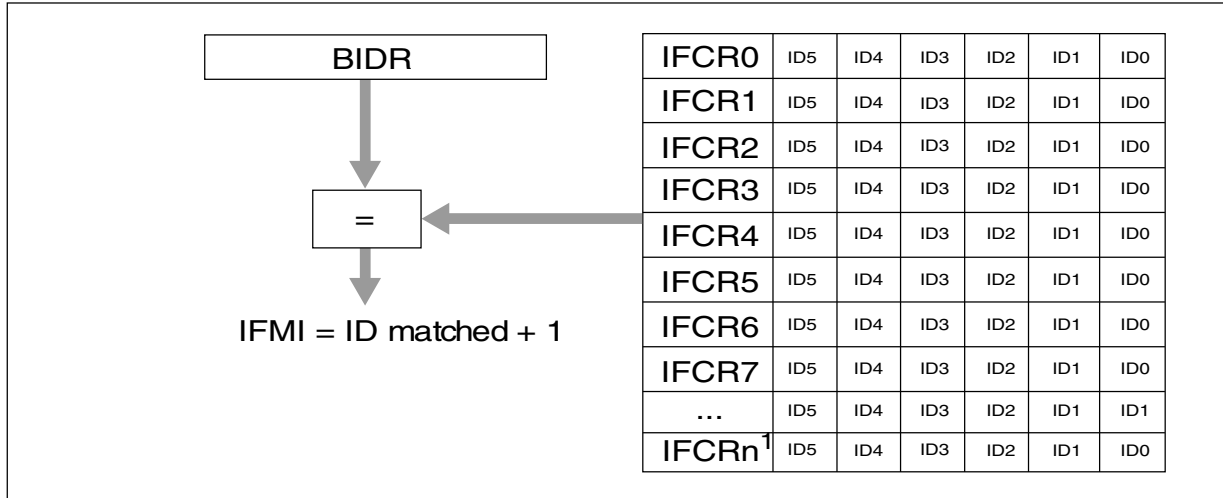 BIDR
=
IFMI = ID matched + 1
IFCR0 ID5 ID4 ID3 ID2 ID1 ID0
IFCR1 ID5 ID4 ID3 ID2 ID1 ID0
IFCR2 ID5 ID4 ID3 ID2 ID1 ID0
IFCR3 ID5 ID4 ID3 ID2 ID1 ID0
IFCR4 ID5 ID4 ID3 ID2 ID1 ID0
IFCR5 ID5 ID4 ID3 ID2 ID1 ID0
IFCR6 ID5 ID4 ID3 ID2 ID1 ID0
IFCR7 ID5 ID4 ID3 ID2 ID1 ID0
... ID5 ID4 ID3 ID2 ID1 ID1
IFCRn¹ ID5 ID4 ID3 ID2 ID1 ID0